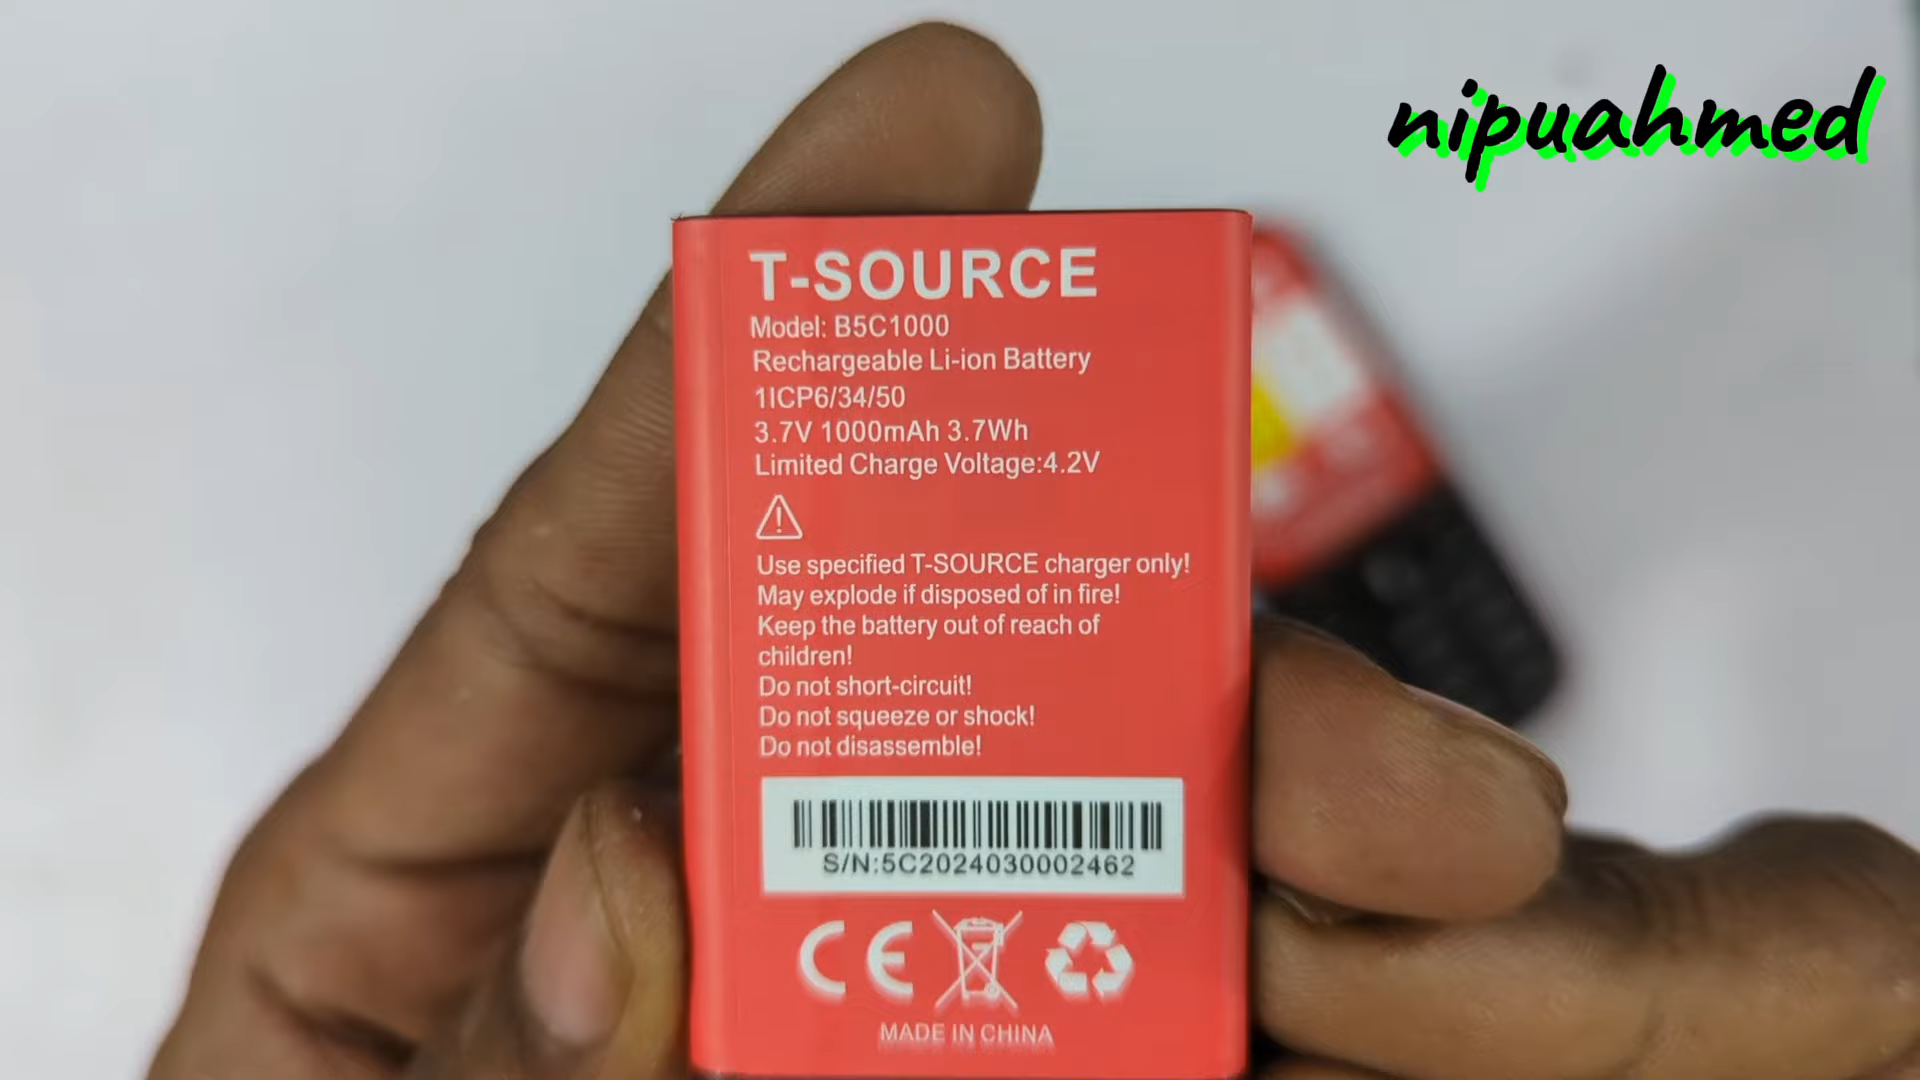 nipuahmed
T-SOURCE
Model: B5C1000
Rechargeable Li-ion Battery
1ICP6/34/50
3.7V 1000mAh 3.7Wh
Limited Charge Voltage:4.2V
Use specified T-SOURCE charger only!
May explode if disposed of in fire!
Keep the battery out of reach of
children!
Do not short-circuit!
Do not squeeze or shock!
Do not disassemble!
S/N:5C2024030002462
CE
MADE IN CHINA